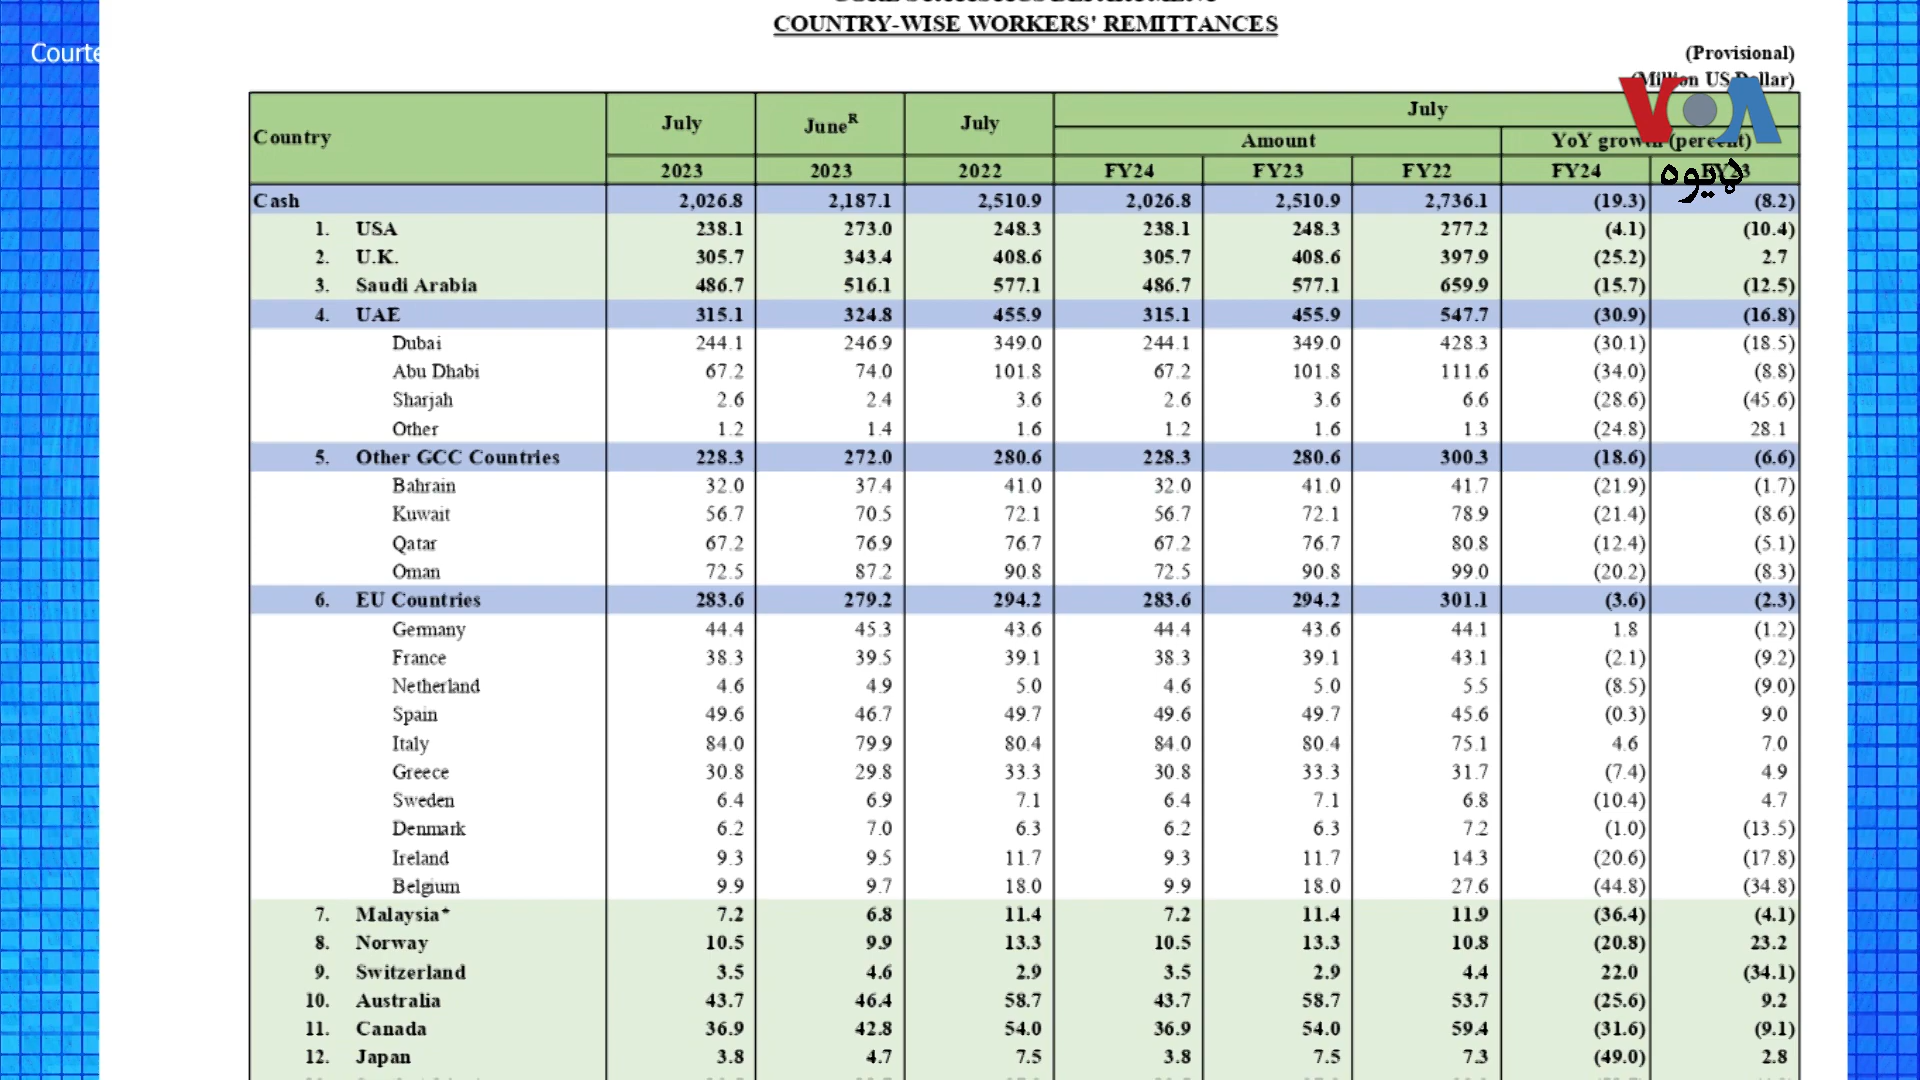 COUNTRY-WISE WORKERS' REMITTANCES
Courte
(Provisional)
(Million US Dollar)
VOA
ډیوه
Country July June^R July July
Amount YoY growth (percent)
2023 2023 2022 FY24 FY23 FY22 FY24 FY23
Cash 2,026.8 2,187.1 2,510.9 2,026.8 2,510.9 2,736.1 (19.3) (8.2)
1. USA 238.1 273.0 248.3 238.1 248.3 277.2 (4.1) (10.4)
2. U.K. 305.7 343.4 408.6 305.7 408.6 397.9 (25.2) 2.7
3. Saudi Arabia 486.7 516.1 577.1 486.7 577.1 659.9 (15.7) (12.5)
4. UAE 315.1 324.8 455.9 315.1 455.9 547.7 (30.9) (16.8)
Dubai 244.1 246.9 349.0 244.1 349.0 428.3 (30.1) (18.5)
Abu Dhabi 67.2 74.0 101.8 67.2 101.8 111.6 (34.0) (8.8)
Sharjah 2.6 2.4 3.6 2.6 3.6 6.6 (28.6) (45.6)
Other 1.2 1.4 1.6 1.2 1.6 1.3 (24.8) 28.1
5. Other GCC Countries 228.3 272.0 280.6 228.3 280.6 300.3 (18.6) (6.6)
Bahrain 32.0 37.4 41.0 32.0 41.0 41.7 (21.9) (1.7)
Kuwait 56.7 70.5 72.1 56.7 72.1 78.9 (21.4) (8.6)
Qatar 67.2 76.9 76.7 67.2 76.7 80.8 (12.4) (5.1)
Oman 72.5 87.2 90.8 72.5 90.8 99.0 (20.2) (8.3)
6. EU Countries 283.6 279.2 294.2 283.6 294.2 301.1 (3.6) (2.3)
Germany 44.4 45.3 43.6 44.4 43.6 44.1 1.8 (1.2)
France 38.3 39.5 39.1 38.3 39.1 43.1 (2.1) (9.2)
Netherland 4.6 4.9 5.0 4.6 5.0 5.5 (8.5) (9.0)
Spain 49.6 46.7 49.7 49.6 49.7 45.6 (0.3) 9.0
Italy 84.0 79.9 80.4 84.0 80.4 75.1 4.6 7.0
Greece 30.8 29.8 33.3 30.8 33.3 31.7 (7.4) 4.9
Sweden 6.4 6.9 7.1 6.4 7.1 6.8 (10.4) 4.7
Denmark 6.2 7.0 6.3 6.2 6.3 7.2 (1.0) (13.5)
Ireland 9.3 9.5 11.7 9.3 11.7 14.3 (20.6) (17.8)
Belgium 9.9 9.7 18.0 9.9 18.0 27.6 (44.8) (34.8)
7. Malaysia* 7.2 6.8 11.4 7.2 11.4 11.9 (36.4) (4.1)
8. Norway 10.5 9.9 13.3 10.5 13.3 10.8 (20.8) 23.2
9. Switzerland 3.5 4.6 2.9 3.5 2.9 4.4 22.0 (34.1)
10. Australia 43.7 46.4 58.7 43.7 58.7 53.7 (25.6) 9.2
11. Canada 36.9 42.8 54.0 36.9 54.0 59.4 (31.6) (9.1)
12. Japan 3.8 4.7 7.5 3.8 7.5 7.3 (49.0) 2.8